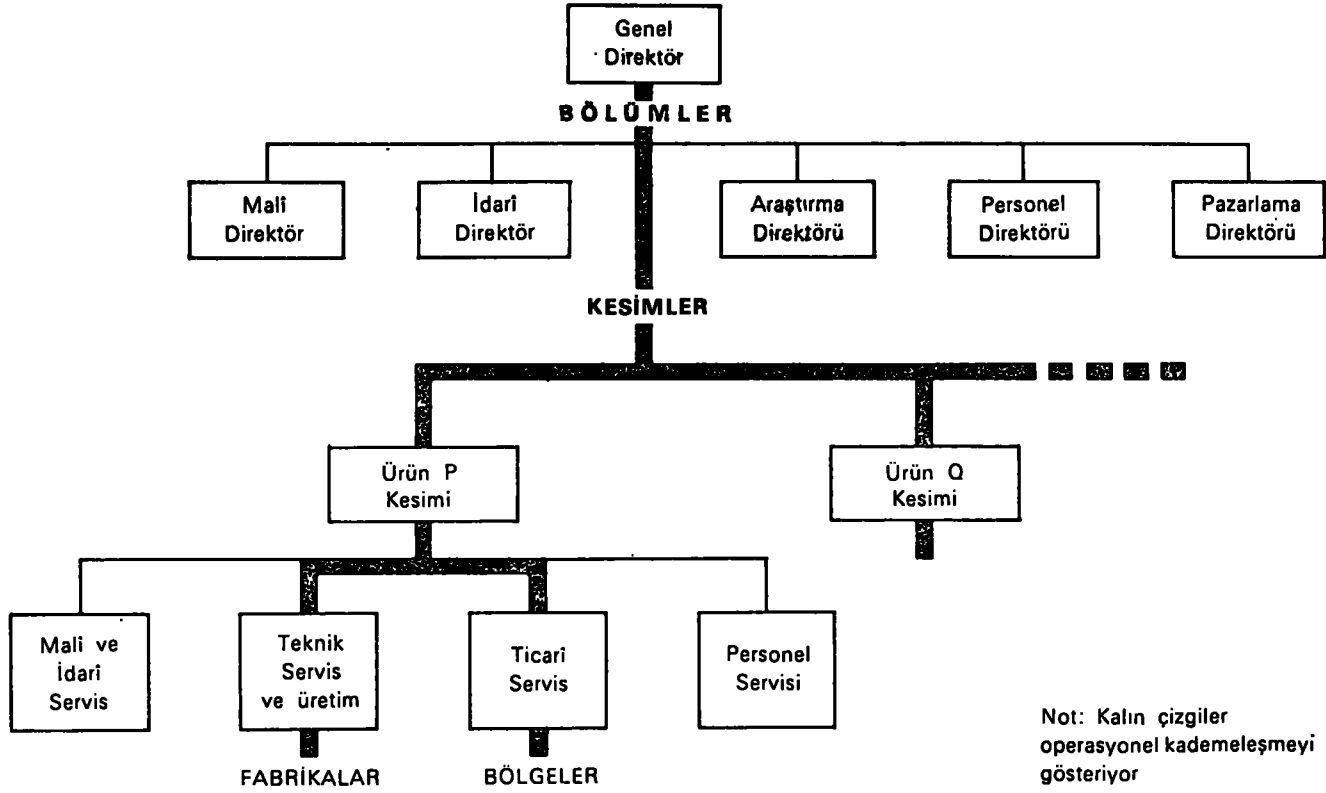 Genel
Direktör
BÖLÜMLER
Malî
Direktör
İdarî
Direktör
Araştırma
Direktörü
Personel
Direktörü
Pazarlama
Direktörü
KESİMLER
Ürün P
Kesimi
Ürün Q
Kesimi
Mali ve
İdarî
Servis
Teknik
Servis
ve üretim
Ticarî
Servis
Personel
Servisi
FABRİKALAR
BÖLGELER
Not: Kalın çizgiler
operasyonel kademeleşmeyi
gösteriyor